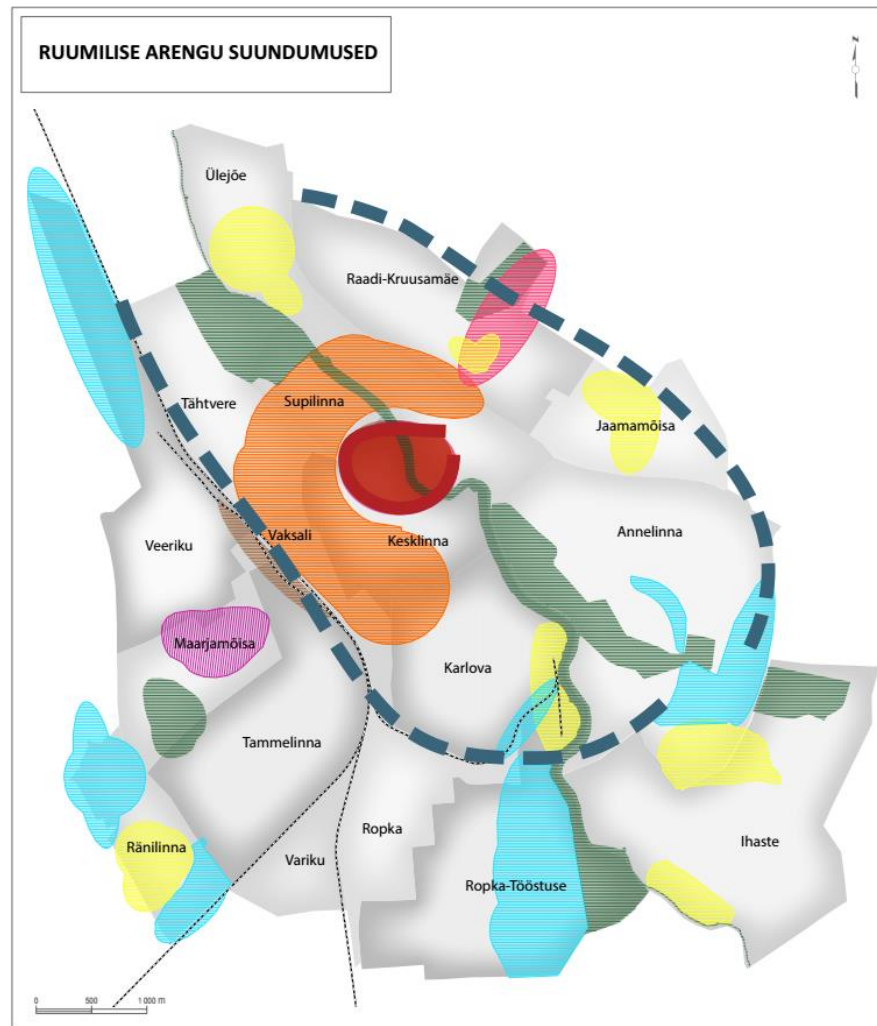 RUUMILISE ARENGU SUUNDUMUSED
N
Ülejõe
Raadi-Kruusamäe
Tähtvere
Supilinna
Jaamamõisa
Veeriku
Vaksali
Kesklinna
Annelinna
Maarjamõisa
Karlova
Tammelinna
Ränilinna
Variku
Ropka
Ropka-Tööstuse
Ihaste
0 500 1 000 m